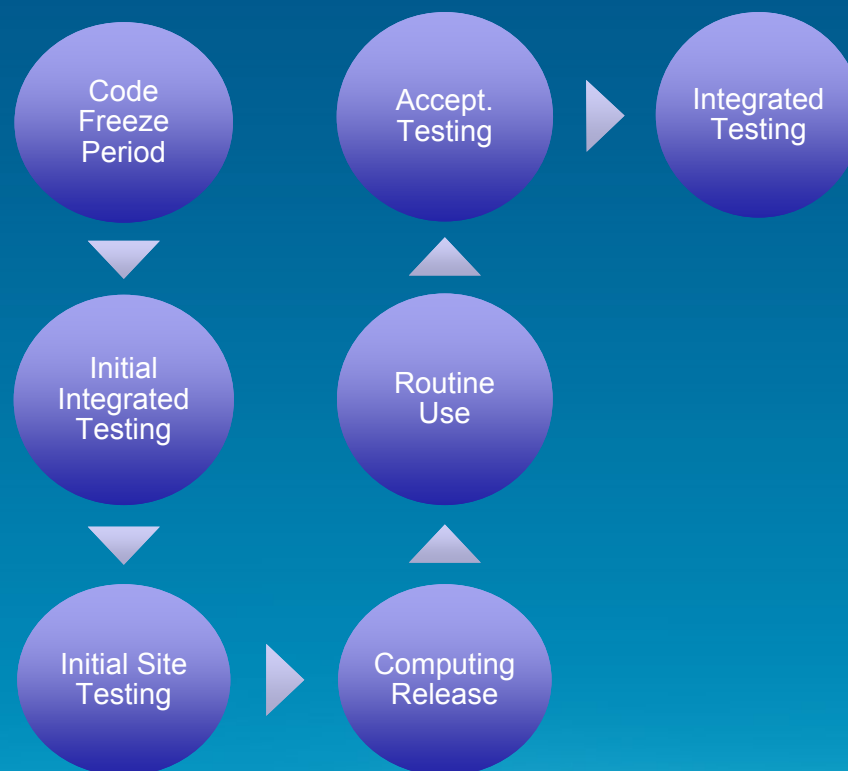 Code
Freeze
Period
Initial
Integrated
Testing
Initial Site
Testing
Computing
Release
Routine
Use
Accept.
Testing
Integrated
Testing